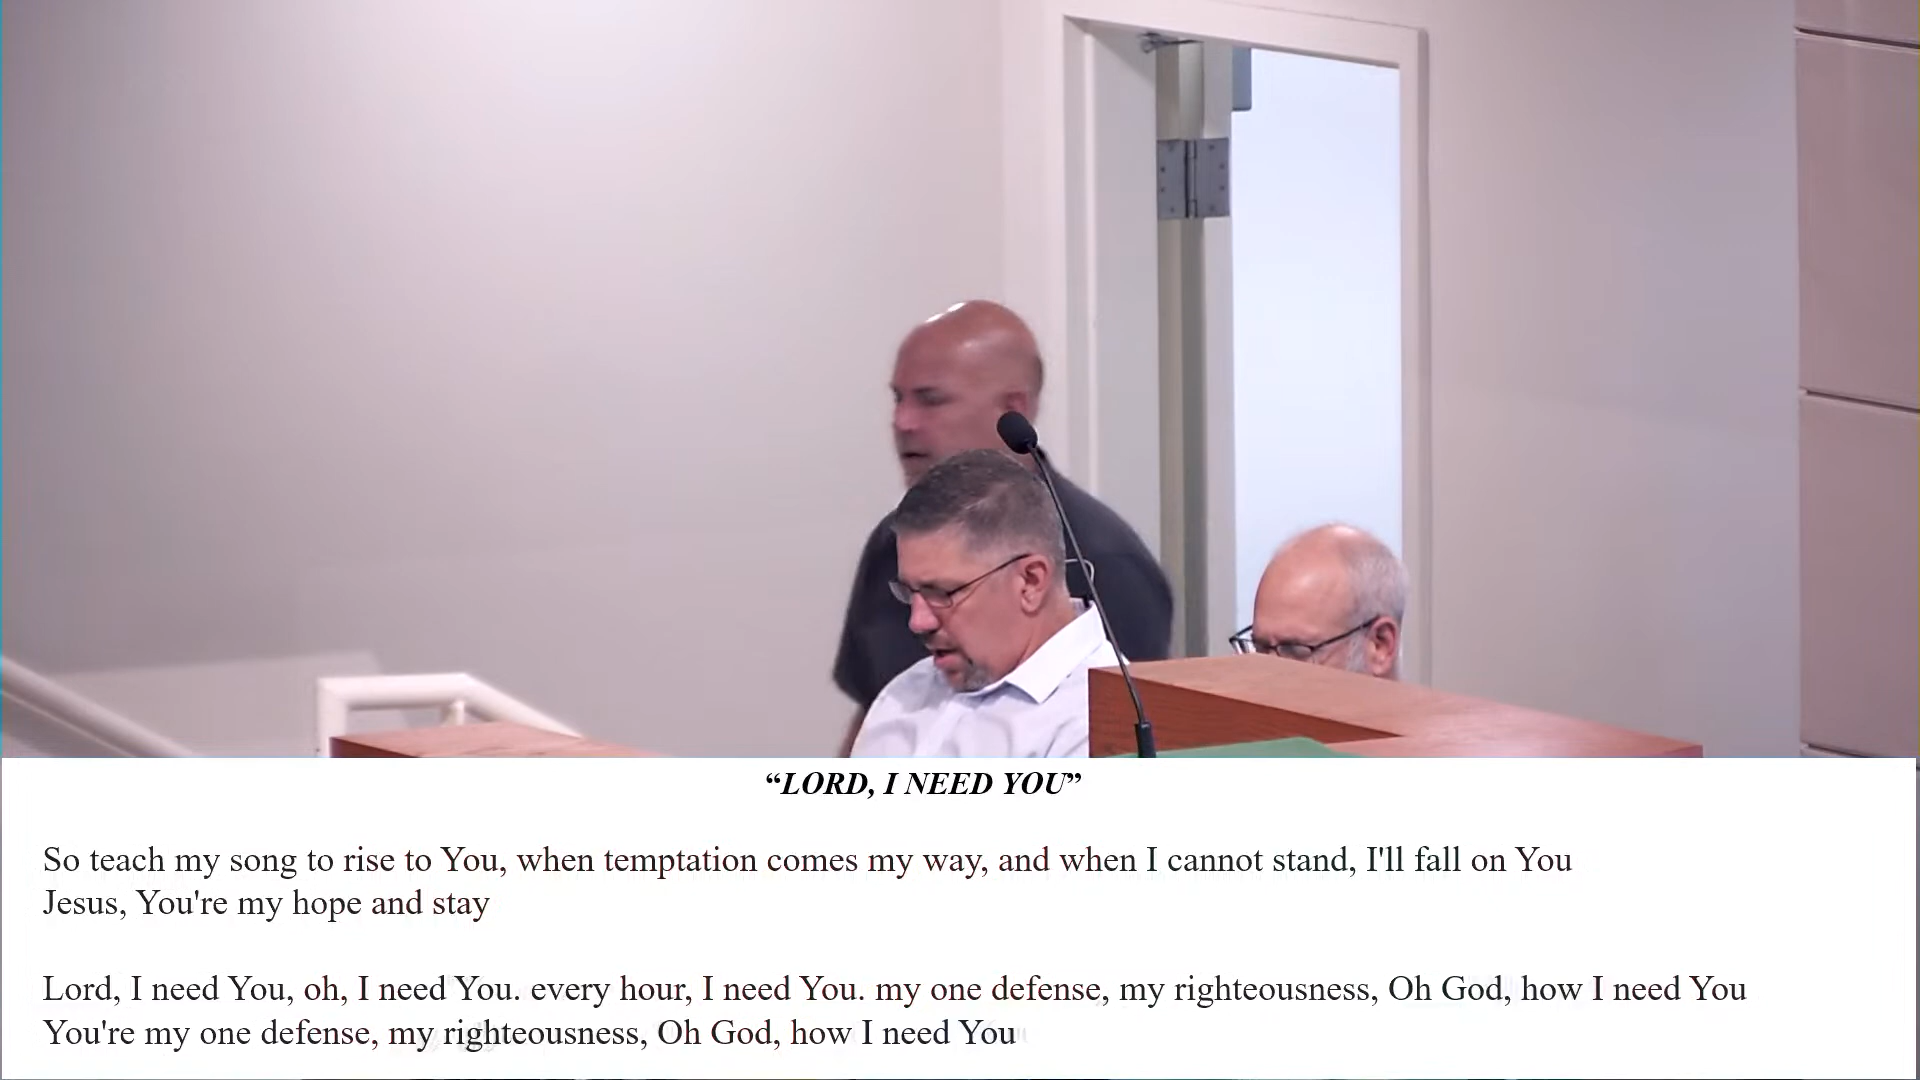 “LORD, I NEED YOU”
So teach my song to rise to You, when temptation comes my way, and when I cannot stand, I'll fall on You
Jesus, You're my hope and stay
Lord, I need You, oh, I need You. every hour, I need You. my one defense, my righteousness, Oh God, how I need You
You're my one defense, my righteousness, Oh God, how I need You